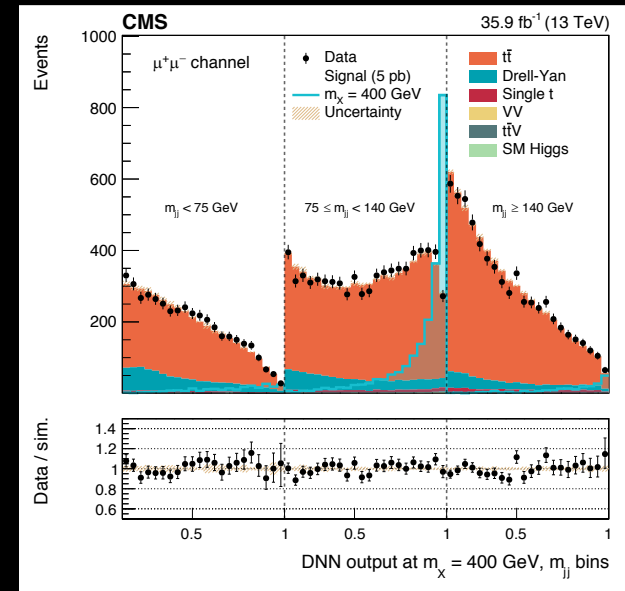 CMS 35.9 fb⁻¹ (13 TeV)
Events
1000
800
600
400
200
μ⁺μ⁻ channel
Data
Signal (5 pb)
m_X = 400 GeV
Uncertainty
tt̄
Drell-Yan
Single t
VV
tt̄V
SM Higgs
m_jj < 75 GeV 75 ≤ m_jj < 140 GeV m_jj ≥ 140 GeV
Data / sim.
1.4
1.2
1
0.8
0.6
0.5 1 0.5 1 0.5 1
DNN output at m_X = 400 GeV, m_jj bins